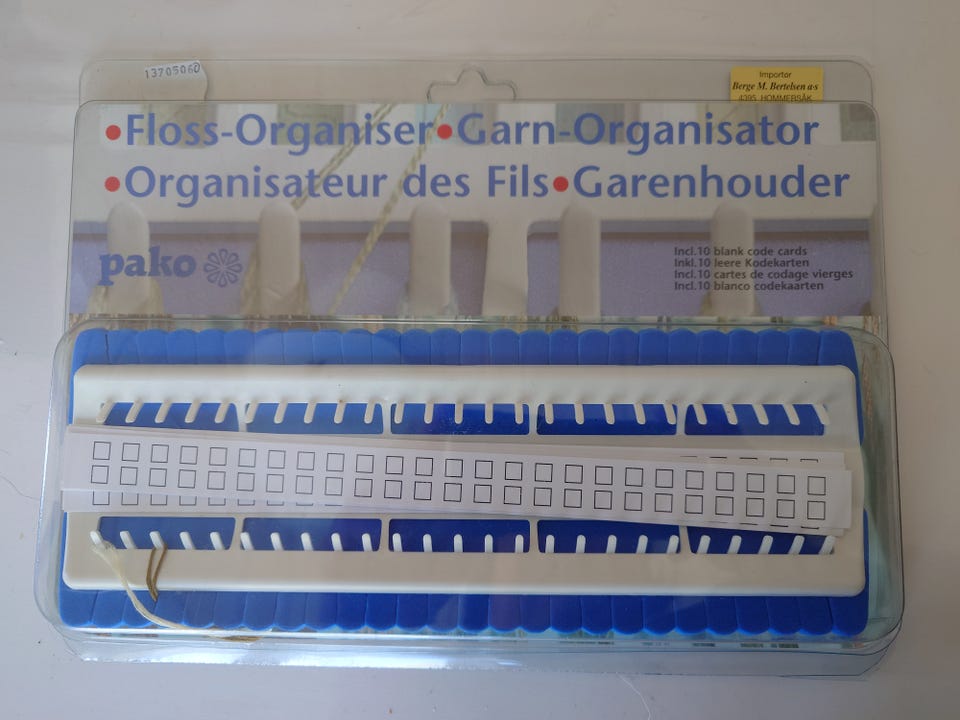 13705060
Importør
Berge M. Bertelsen a·s
4395 HOMMERSÅK
•Floss-Organiser•Garn-Organisator
•Organisateur des Fils•Garenhouder
pako
Incl.10 blank code cards
Inkl.10 leere Kodekarten
Incl.10 cartes de codage vierges
Incl.10 blanco codekaarten